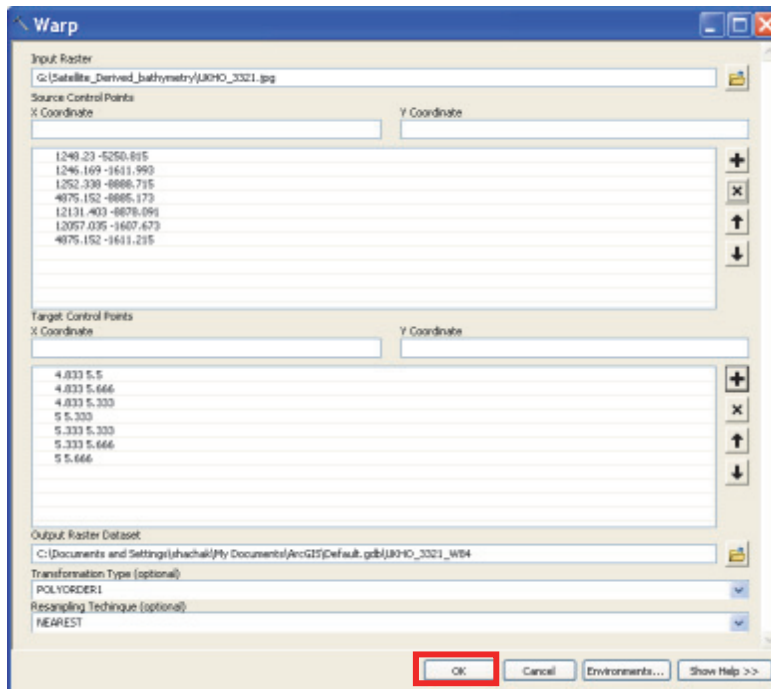 Warp
Input Raster
G:\Satellite_Derived_bathymetry\UKHO_3321.jpg
Source Control Points
X Coordinate Y Coordinate
1248.23 -5250.815
1246.169 -1611.993
1252.338 -8888.715
4875.152 -8885.173
12131.403 -8878.091
12057.035 -1607.673
4875.152 -1611.215
Target Control Points
X Coordinate Y Coordinate
4.833 5.5
4.833 5.666
4.833 5.333
5 5.333
5.333 5.333
5.333 5.666
5 5.666
Output Raster Dataset
C:\Documents and Settings\shachak\My Documents\ArcGIS\Default.gdb\UKHO_3321_W84
Transformation Type (optional)
POLYORDER1
Resampling Techinque (optional)
NEAREST
OK Cancel Environments... Show Help >>